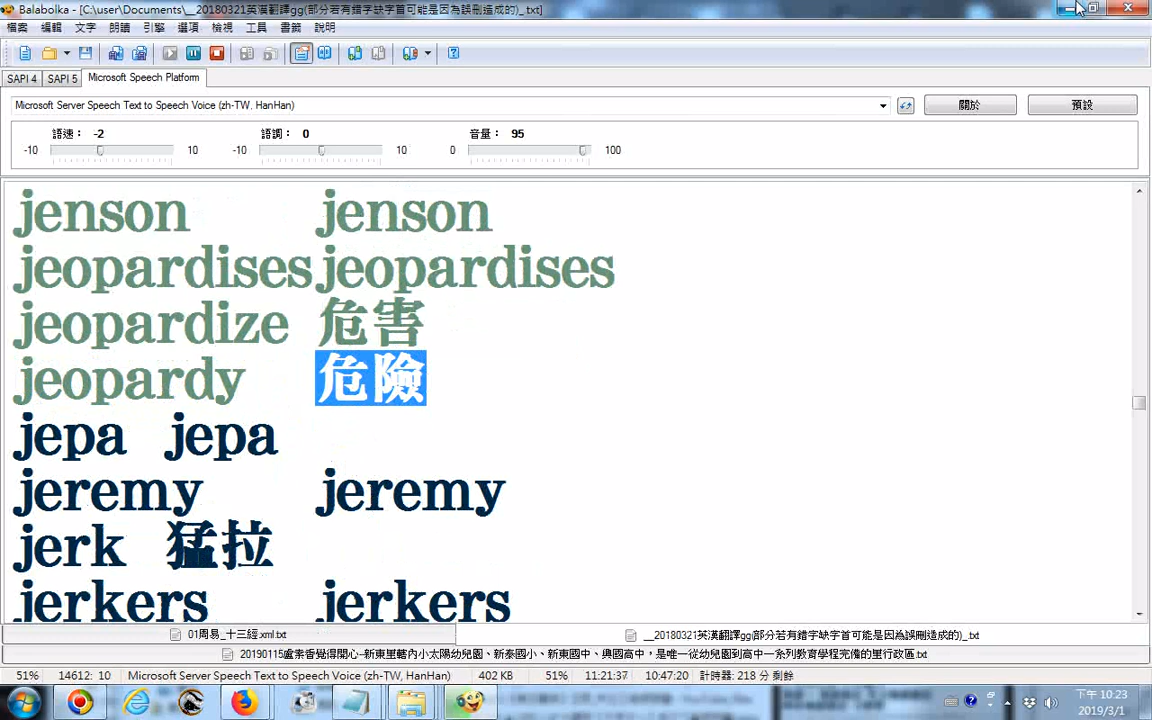 Balabolka - [C:\user\Documents\__20180321英漢翻譯gg(部分若有錯字缺字首可能是因為誤刪造成的)_.txt]
檔案 編輯 文字 朗讀 引擎 選項 檢視 工具 書籤 說明
SAPI 4 SAPI 5 Microsoft Speech Platform
Microsoft Server Speech Text to Speech Voice (zh-TW, HanHan) 關於 預設
語速： -2 語調： 0 音量： 95
-10 10 -10 10 0 100
jenson jenson
jeopardises jeopardises
jeopardize 危害
jeopardy 危險
jepa jepa
jeremy jeremy
jerk 猛拉
jerkers jerkers
01周易_十三經.xml.txt __20180321英漢翻譯gg(部分若有錯字缺字首可能是因為誤刪造成的)_.txt
20190115盧素香覺得開心-新東里轄內小太陽幼兒園、新泰國小、新東國中、興國高中，是唯一從幼兒園到高中一系列教育學程完備的里行政區.txt
51% 14612: 10 Microsoft Server Speech Text to Speech Voice (zh-TW, HanHan) 402 KB 51% 11:21:37 10:47:20 計時器: 218 分 剩餘
下午 10:23
2019/3/1